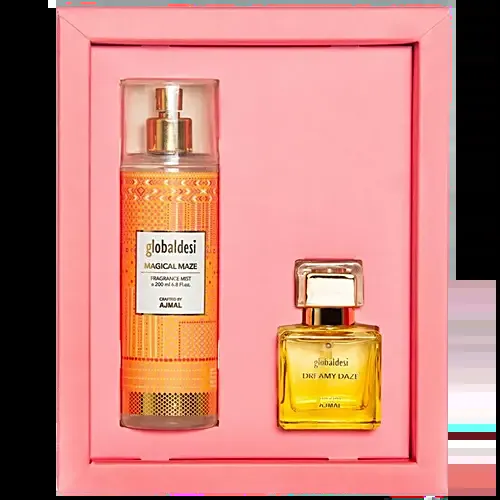 globaldesi
MAGICAL MAZE
FRAGRANCE MIST
e 200 ml 6.8 Fl.oz.
CRAFTED BY
AJMAL
globaldesi
DREAMY DAZE
AJMAL